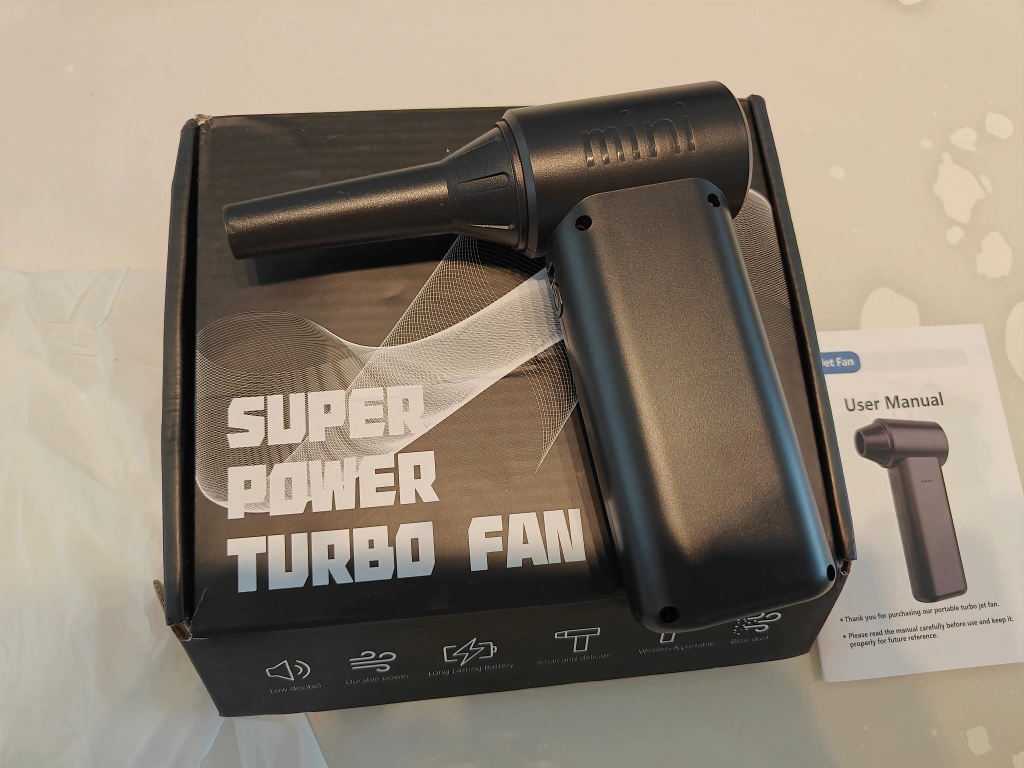 mini
SUPER
POWER
TURBO FAN
Low decibel
Durable power
Long Lasting Battery
Small and delicate
Wireless & portable
Blow dust
Jet Fan
User Manual
* Thank you for purchasing our portable turbo jet fan.
* Please read the manual carefully before use and keep it
properly for future reference.